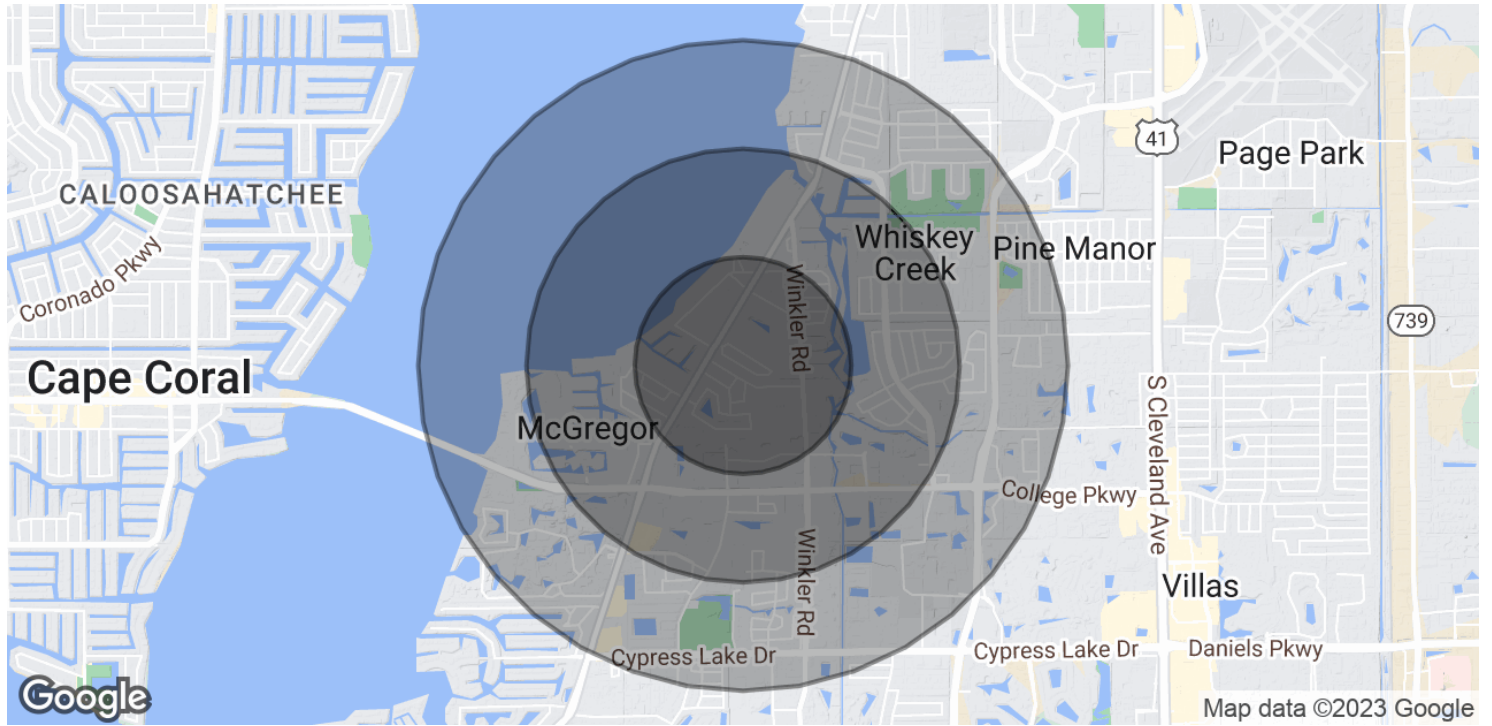 41
Page Park
CALOOSAHATCHEE
Whiskey
Creek
Pine Manor
Coronado Pkwy
Winkler Rd
739
Cape Coral
McGregor
S Cleveland Ave
College Pkwy
Winkler Rd
Villas
Cypress Lake Dr
Cypress Lake Dr
Daniels Pkwy
Google
Map data ©2023 Google